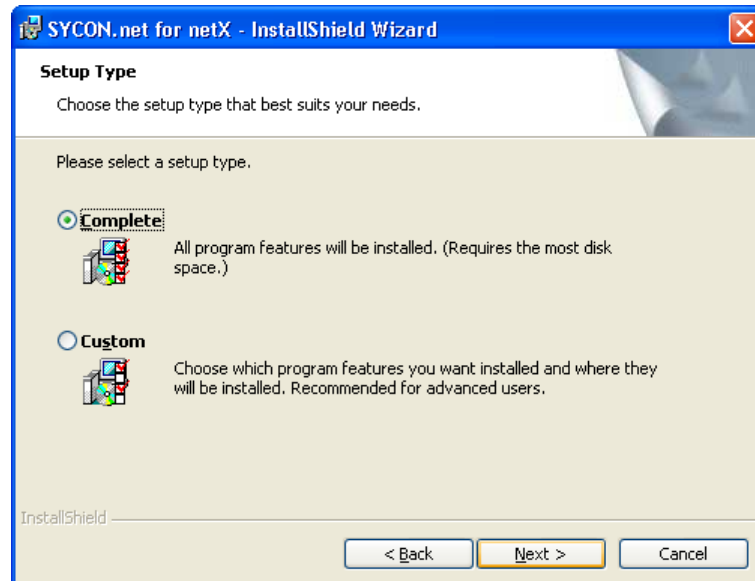 SYCON.net for netX - InstallShield Wizard
Setup Type
Choose the setup type that best suits your needs.
Please select a setup type.
Complete
All program features will be installed. (Requires the most disk
space.)
Custom
Choose which program features you want installed and where they
will be installed. Recommended for advanced users.
InstallShield
< Back Next > Cancel